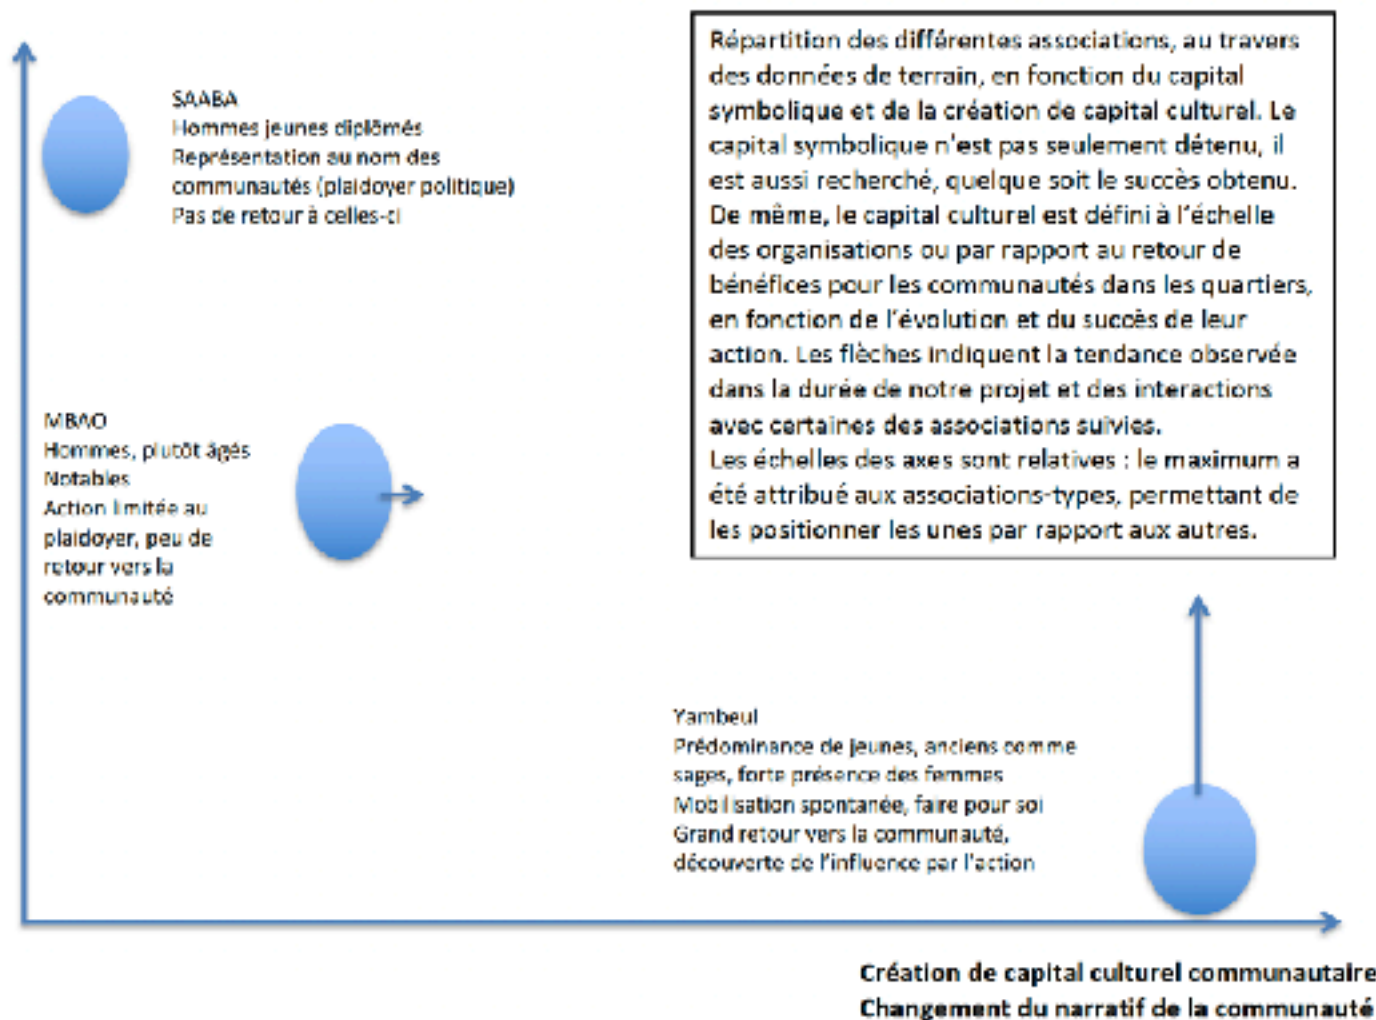 SAABA
Hommes jeunes diplômés
Représentation au nom des
communautés (plaidoyer politique)
Pas de retour à celles-ci
Répartition des différentes associations, au travers
des données de terrain, en fonction du capital
symbolique et de la création de capital culturel. Le
capital symbolique n'est pas seulement détenu, il
est aussi recherché, quelque soit le succès obtenu.
De même, le capital culturel est défini à l'échelle
des organisations ou par rapport au retour de
bénéfices pour les communautés dans les quartiers,
en fonction de l'évolution et du succès de leur
action. Les flèches indiquent la tendance observée
dans la durée de notre projet et des interactions
avec certaines des associations suivies.
Les échelles des axes sont relatives : le maximum a
été attribué aux associations-types, permettant de
les positionner les unes par rapport aux autres.
MBAO
Hommes, plutôt âgés
Notables
Action limitée au
plaidoyer, peu de
retour vers la
communauté
Yambeul
Prédominance de jeunes, anciens comme
sages, forte présence des femmes
Mobilisation spontanée, faire pour soi
Grand retour vers la communauté,
découverte de l'influence par l'action
Création de capital culturel communautaire
Changement du narratif de la communauté